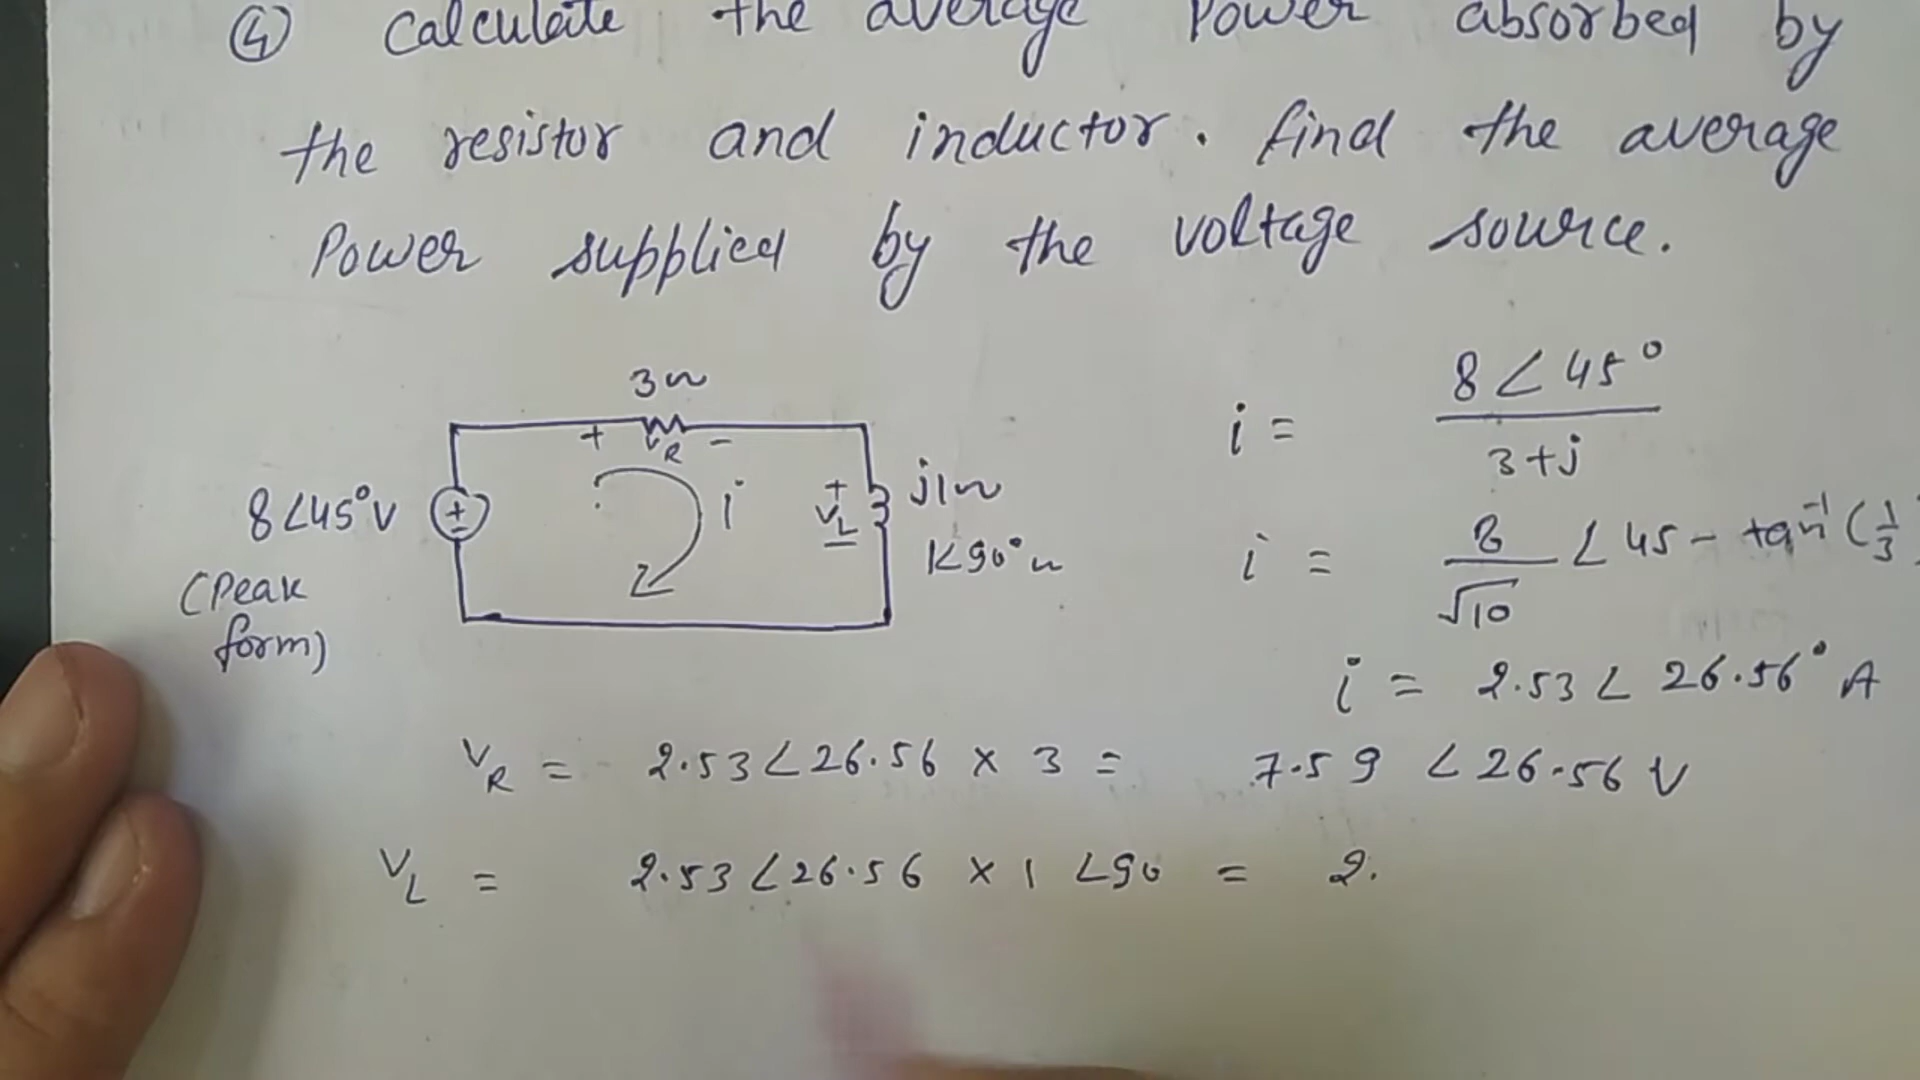 ④ Calculate the average Power absorbed by
the resistor and inductor. find the average
Power supplied by the voltage source.
3Ω
+ VR -
8∠45°V
(Peak
form)
+
-
i
+
VL
-
j1Ω
1∠90°Ω
i = 8∠45° / 3+j
i = 8/√10 ∠45 - tan⁻¹(1/3)
i = 2.53∠26.56° A
VR = 2.53∠26.56 × 3 = 7.59 ∠26.56 V
VL = 2.53∠26.56 × 1 ∠90 = 2.